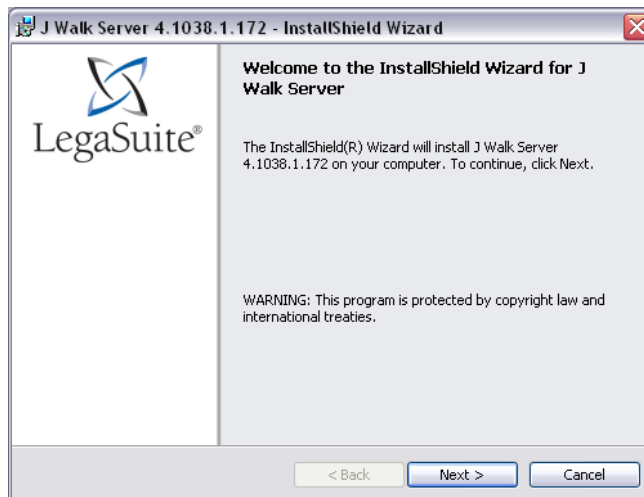 J Walk Server 4.1038.1.172 - InstallShield Wizard
LegaSuite®
Welcome to the InstallShield Wizard for J
Walk Server
The InstallShield(R) Wizard will install J Walk Server
4.1038.1.172 on your computer. To continue, click Next.
WARNING: This program is protected by copyright law and
international treaties.
< Back
Next >
Cancel